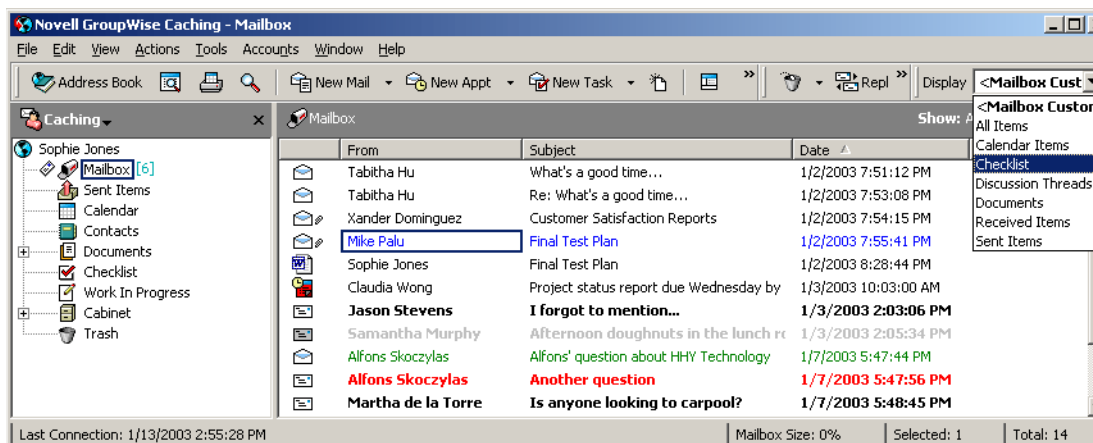 Novell GroupWise Caching - Mailbox
File Edit View Actions Tools Accounts Window Help
Address Book New Mail New Appt New Task » Repl » Display <Mailbox Cust
Caching
Mailbox Show: A
<Mailbox Custor
All Items
Calendar Items
Checklist
Discussion Threads
Documents
Received Items
Sent Items
Sophie Jones
Mailbox [6]
Sent Items
Calendar
Contacts
Documents
Checklist
Work In Progress
Cabinet
Trash
From Subject Date
Tabitha Hu What's a good time... 1/2/2003 7:51:12 PM
Tabitha Hu Re: What's a good time... 1/2/2003 7:53:08 PM
Xander Dominguez Customer Satisfaction Reports 1/2/2003 7:54:15 PM
Mike Palu Final Test Plan 1/2/2003 7:55:41 PM
Sophie Jones Final Test Plan 1/2/2003 8:28:44 PM
Claudia Wong Project status report due Wednesday by 1/3/2003 10:03:00 AM
Jason Stevens I forgot to mention... 1/3/2003 2:03:06 PM
Samantha Murphy Afternoon doughnuts in the lunch ro 1/7/2003 2:05:34 PM
Alfons Skoczylas Alfons' question about HHY Technology 1/7/2003 5:47:44 PM
Alfons Skoczylas Another question 1/7/2003 5:47:56 PM
Martha de la Torre Is anyone looking to carpool? 1/7/2003 5:48:45 PM
Last Connection: 1/13/2003 2:55:28 PM Mailbox Size: 0% Selected: 1 Total: 14